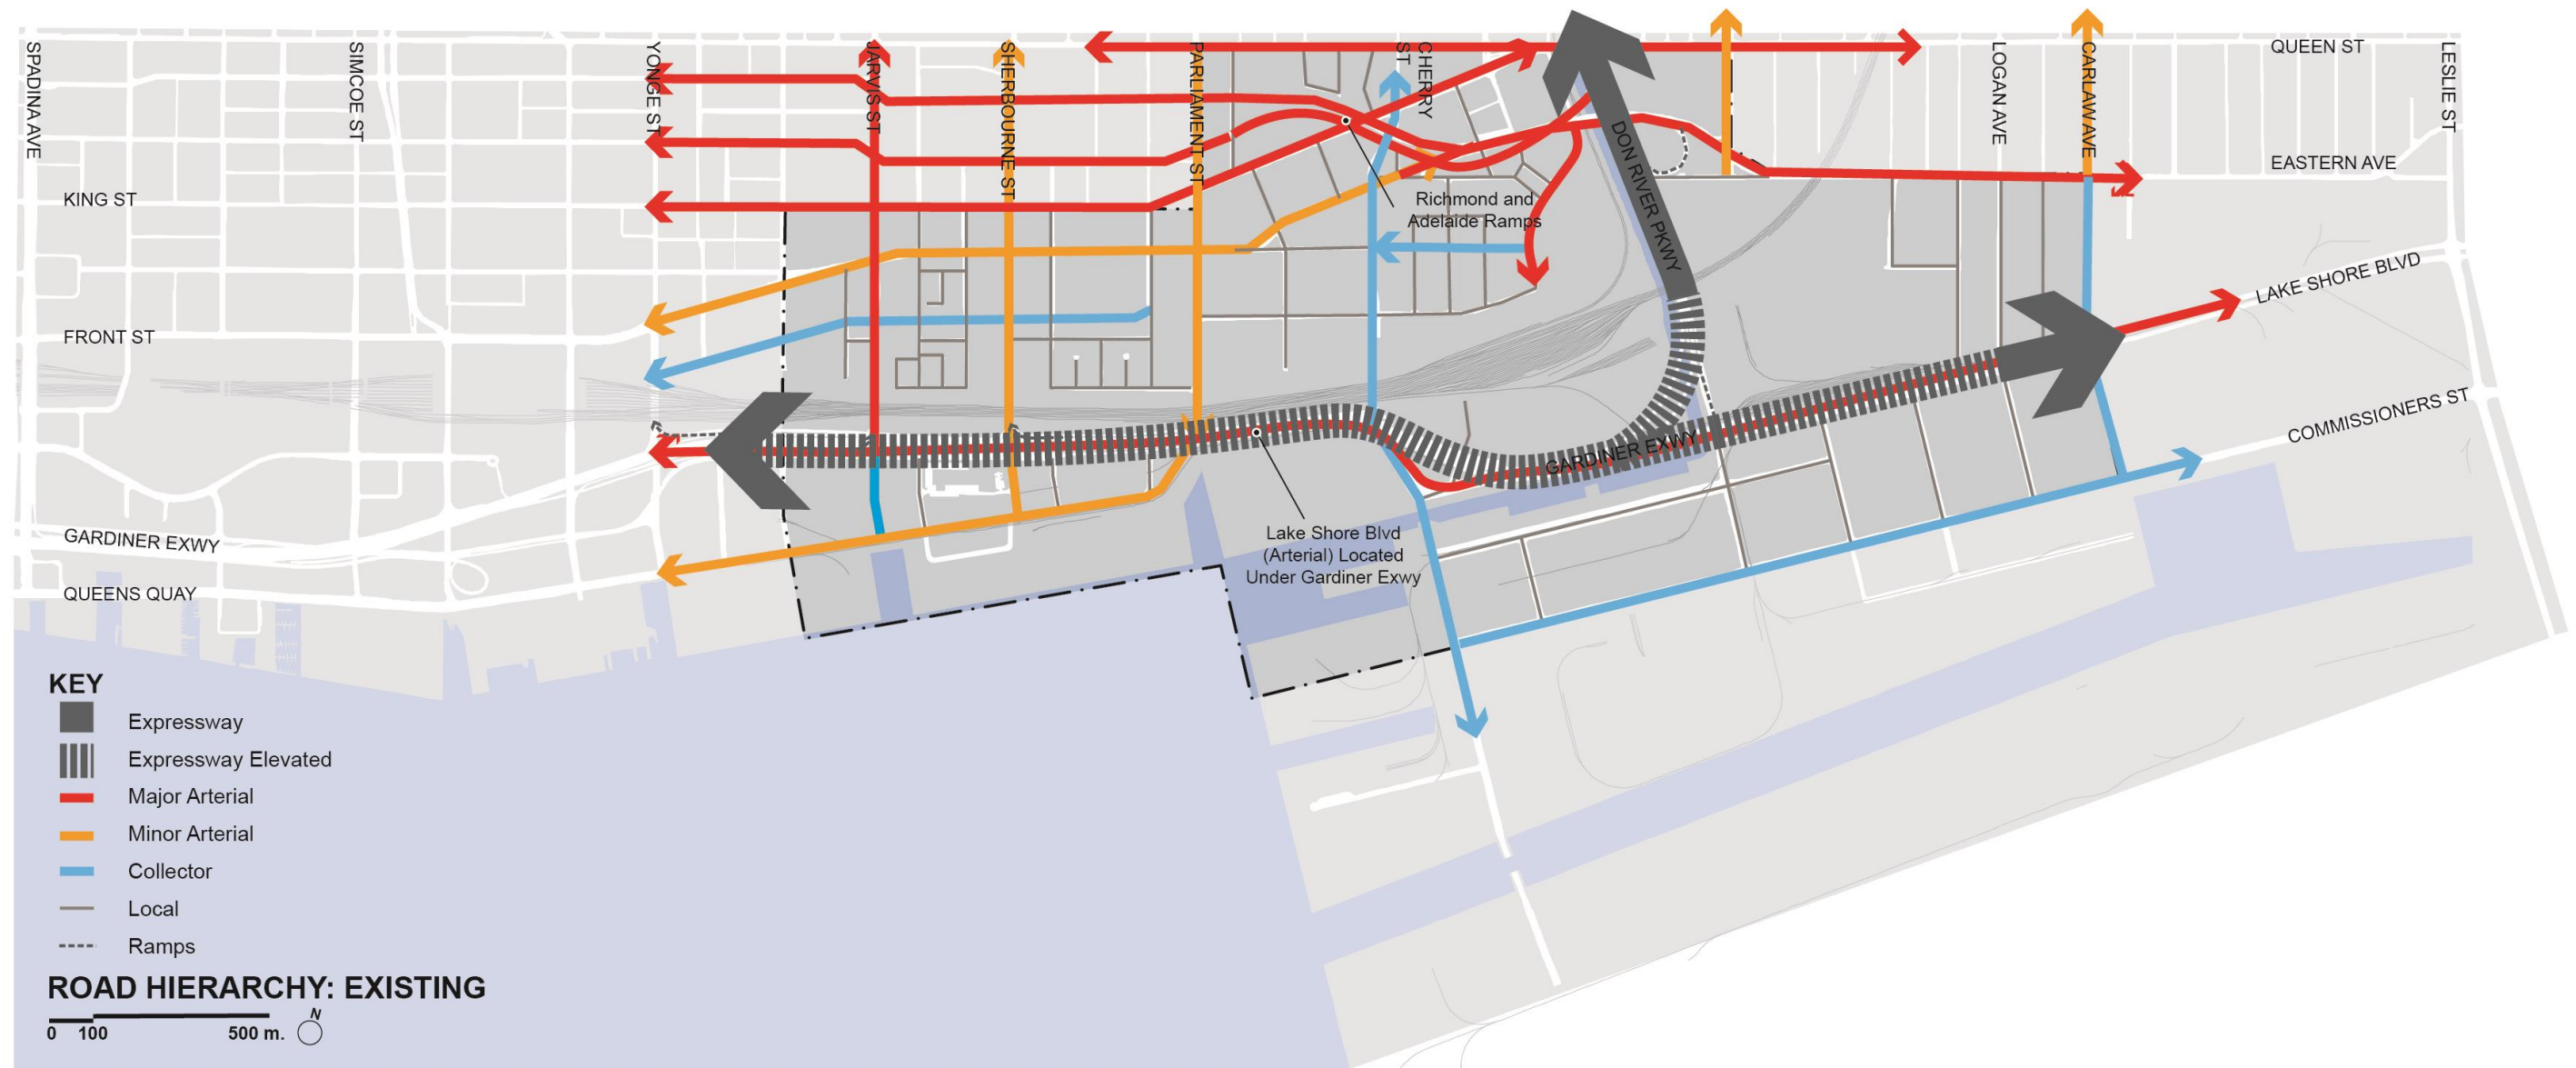 SPADINA AVE
SIMCOE ST
YONGE ST
JARVIS ST
SHERBOURNE ST
PARLIAMENT ST
CHERRY
ST
LOGAN AVE
CARLAW AVE
QUEEN ST
LESLIE ST
EASTERN AVE
KING ST
Richmond and
Adelaide Ramps
DON RIVER PKWY
LAKE SHORE BLVD
FRONT ST
COMMISSIONERS ST
GARDINER EXWY
GARDINER EXWY
Lake Shore Blvd
(Arterial) Located
Under Gardiner Exwy
QUEENS QUAY
KEY
Expressway
Expressway Elevated
Major Arterial
Minor Arterial
Collector
Local
Ramps
ROAD HIERARCHY: EXISTING
N
0 100 500 m.